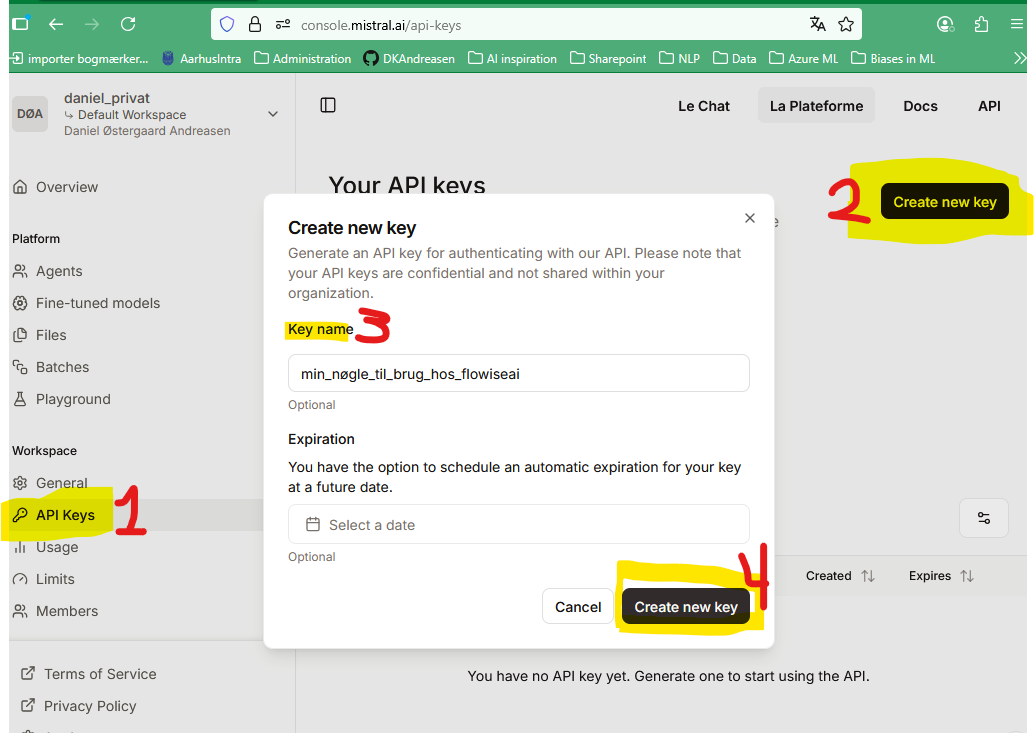 console.mistral.ai/api-keys
importer bogmærker...
AarhusIntra
Administration
DKAndreasen
AI inspiration
Sharepoint
NLP
Data
Azure ML
Biases in ML
DØA
daniel_privat
Default Workspace
Daniel Østergaard Andreasen
Le Chat
La Plateforme
Docs
API
Overview
Platform
Agents
Fine-tuned models
Files
Batches
Playground
Workspace
General
API Keys
1
Usage
Limits
Members
Terms of Service
Privacy Policy
Your API keys
2
Create new key
Create new key
Generate an API key for authenticating with our API. Please note that
your API keys are confidential and not shared within your
organization.
Key name
3
min_nøgle_til_brug_hos_flowiseai
Optional
Expiration
You have the option to schedule an automatic expiration for your key
at a future date.
Select a date
Optional
4
Cancel
Create new key
Created
Expires
You have no API key yet. Generate one to start using the API.